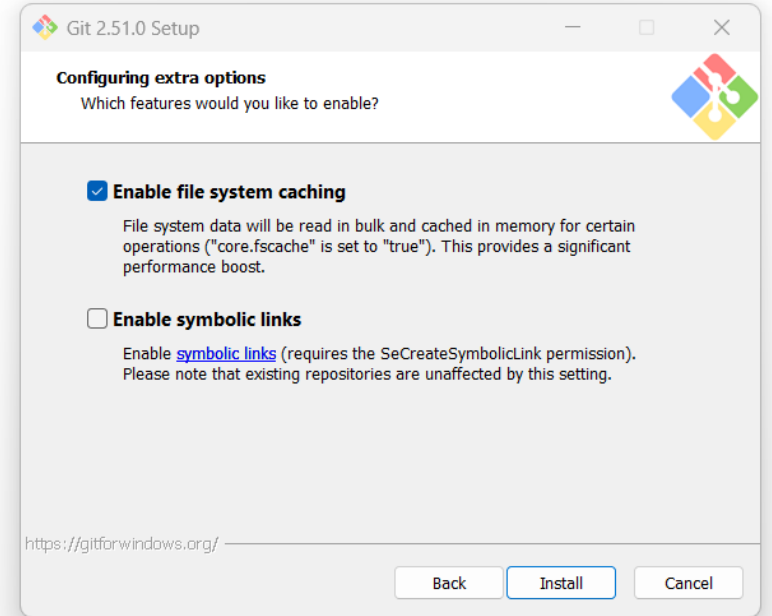 Git 2.51.0 Setup
Configuring extra options
Which features would you like to enable?
Enable file system caching
File system data will be read in bulk and cached in memory for certain
operations ("core.fscache" is set to "true"). This provides a significant
performance boost.
Enable symbolic links
Enable symbolic links (requires the SeCreateSymbolicLink permission).
Please note that existing repositories are unaffected by this setting.
https://gitforwindows.org/
Back Install Cancel